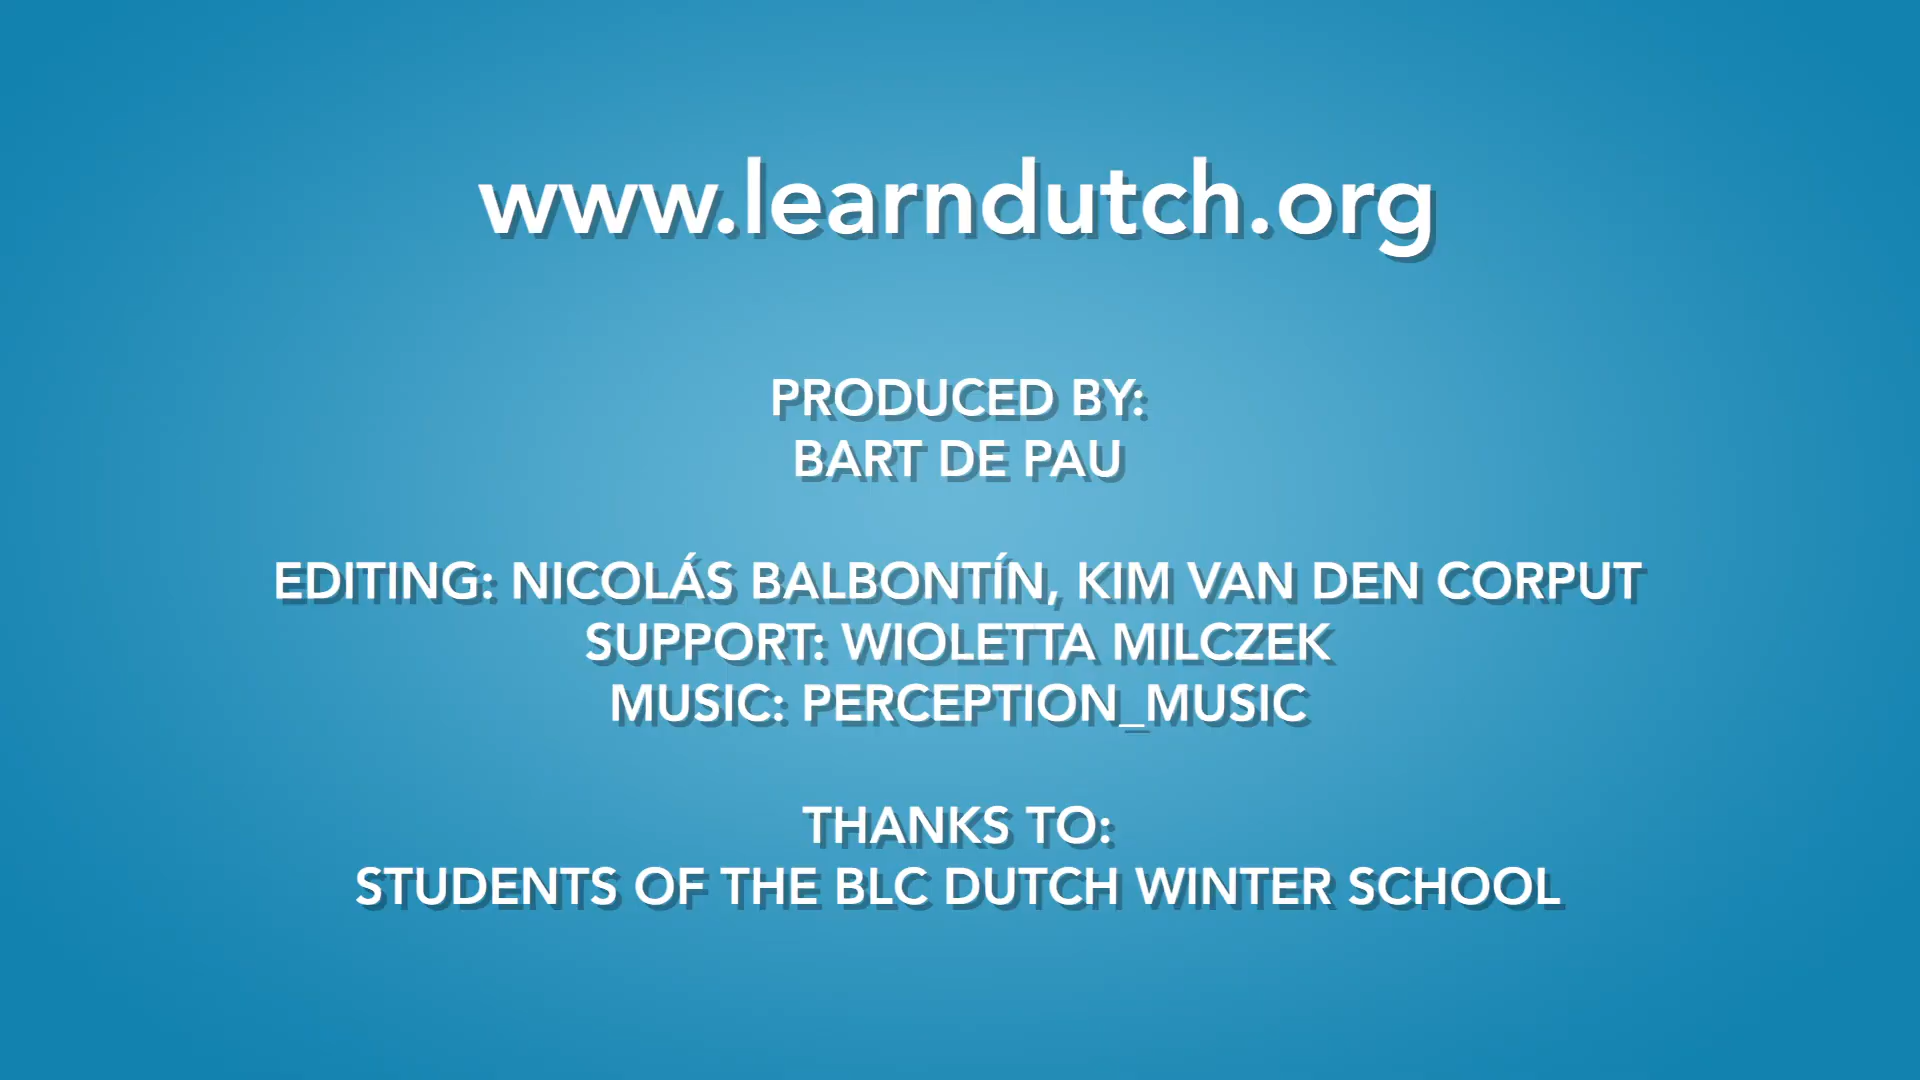 www.learndutch.org
PRODUCED BY:
BART DE PAU
EDITING: NICOLÁS BALBONTÍN, KIM VAN DEN CORPUT
SUPPORT: WIOLETTA MILCZEK
MUSIC: PERCEPTION_MUSIC
THANKS TO:
STUDENTS OF THE BLC DUTCH WINTER SCHOOL